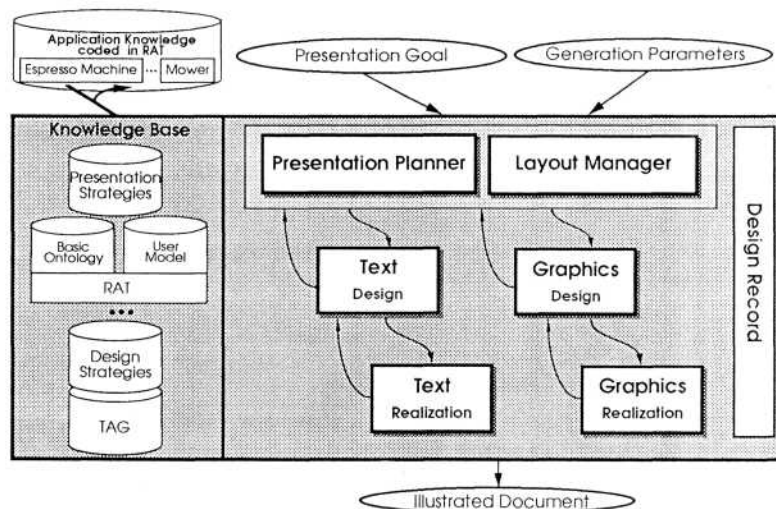 Application Knowledge
coded in RAT
Espresso Machine ... Mower
Presentation Goal
Generation Parameters
Knowledge Base
Presentation
Strategies
Basic
Ontology
User
Model
RAT
...
Design
Strategies
TAG
Presentation Planner
Layout Manager
Text
Design
Graphics
Design
Text
Realization
Graphics
Realization
Design Record
Illustrated Document